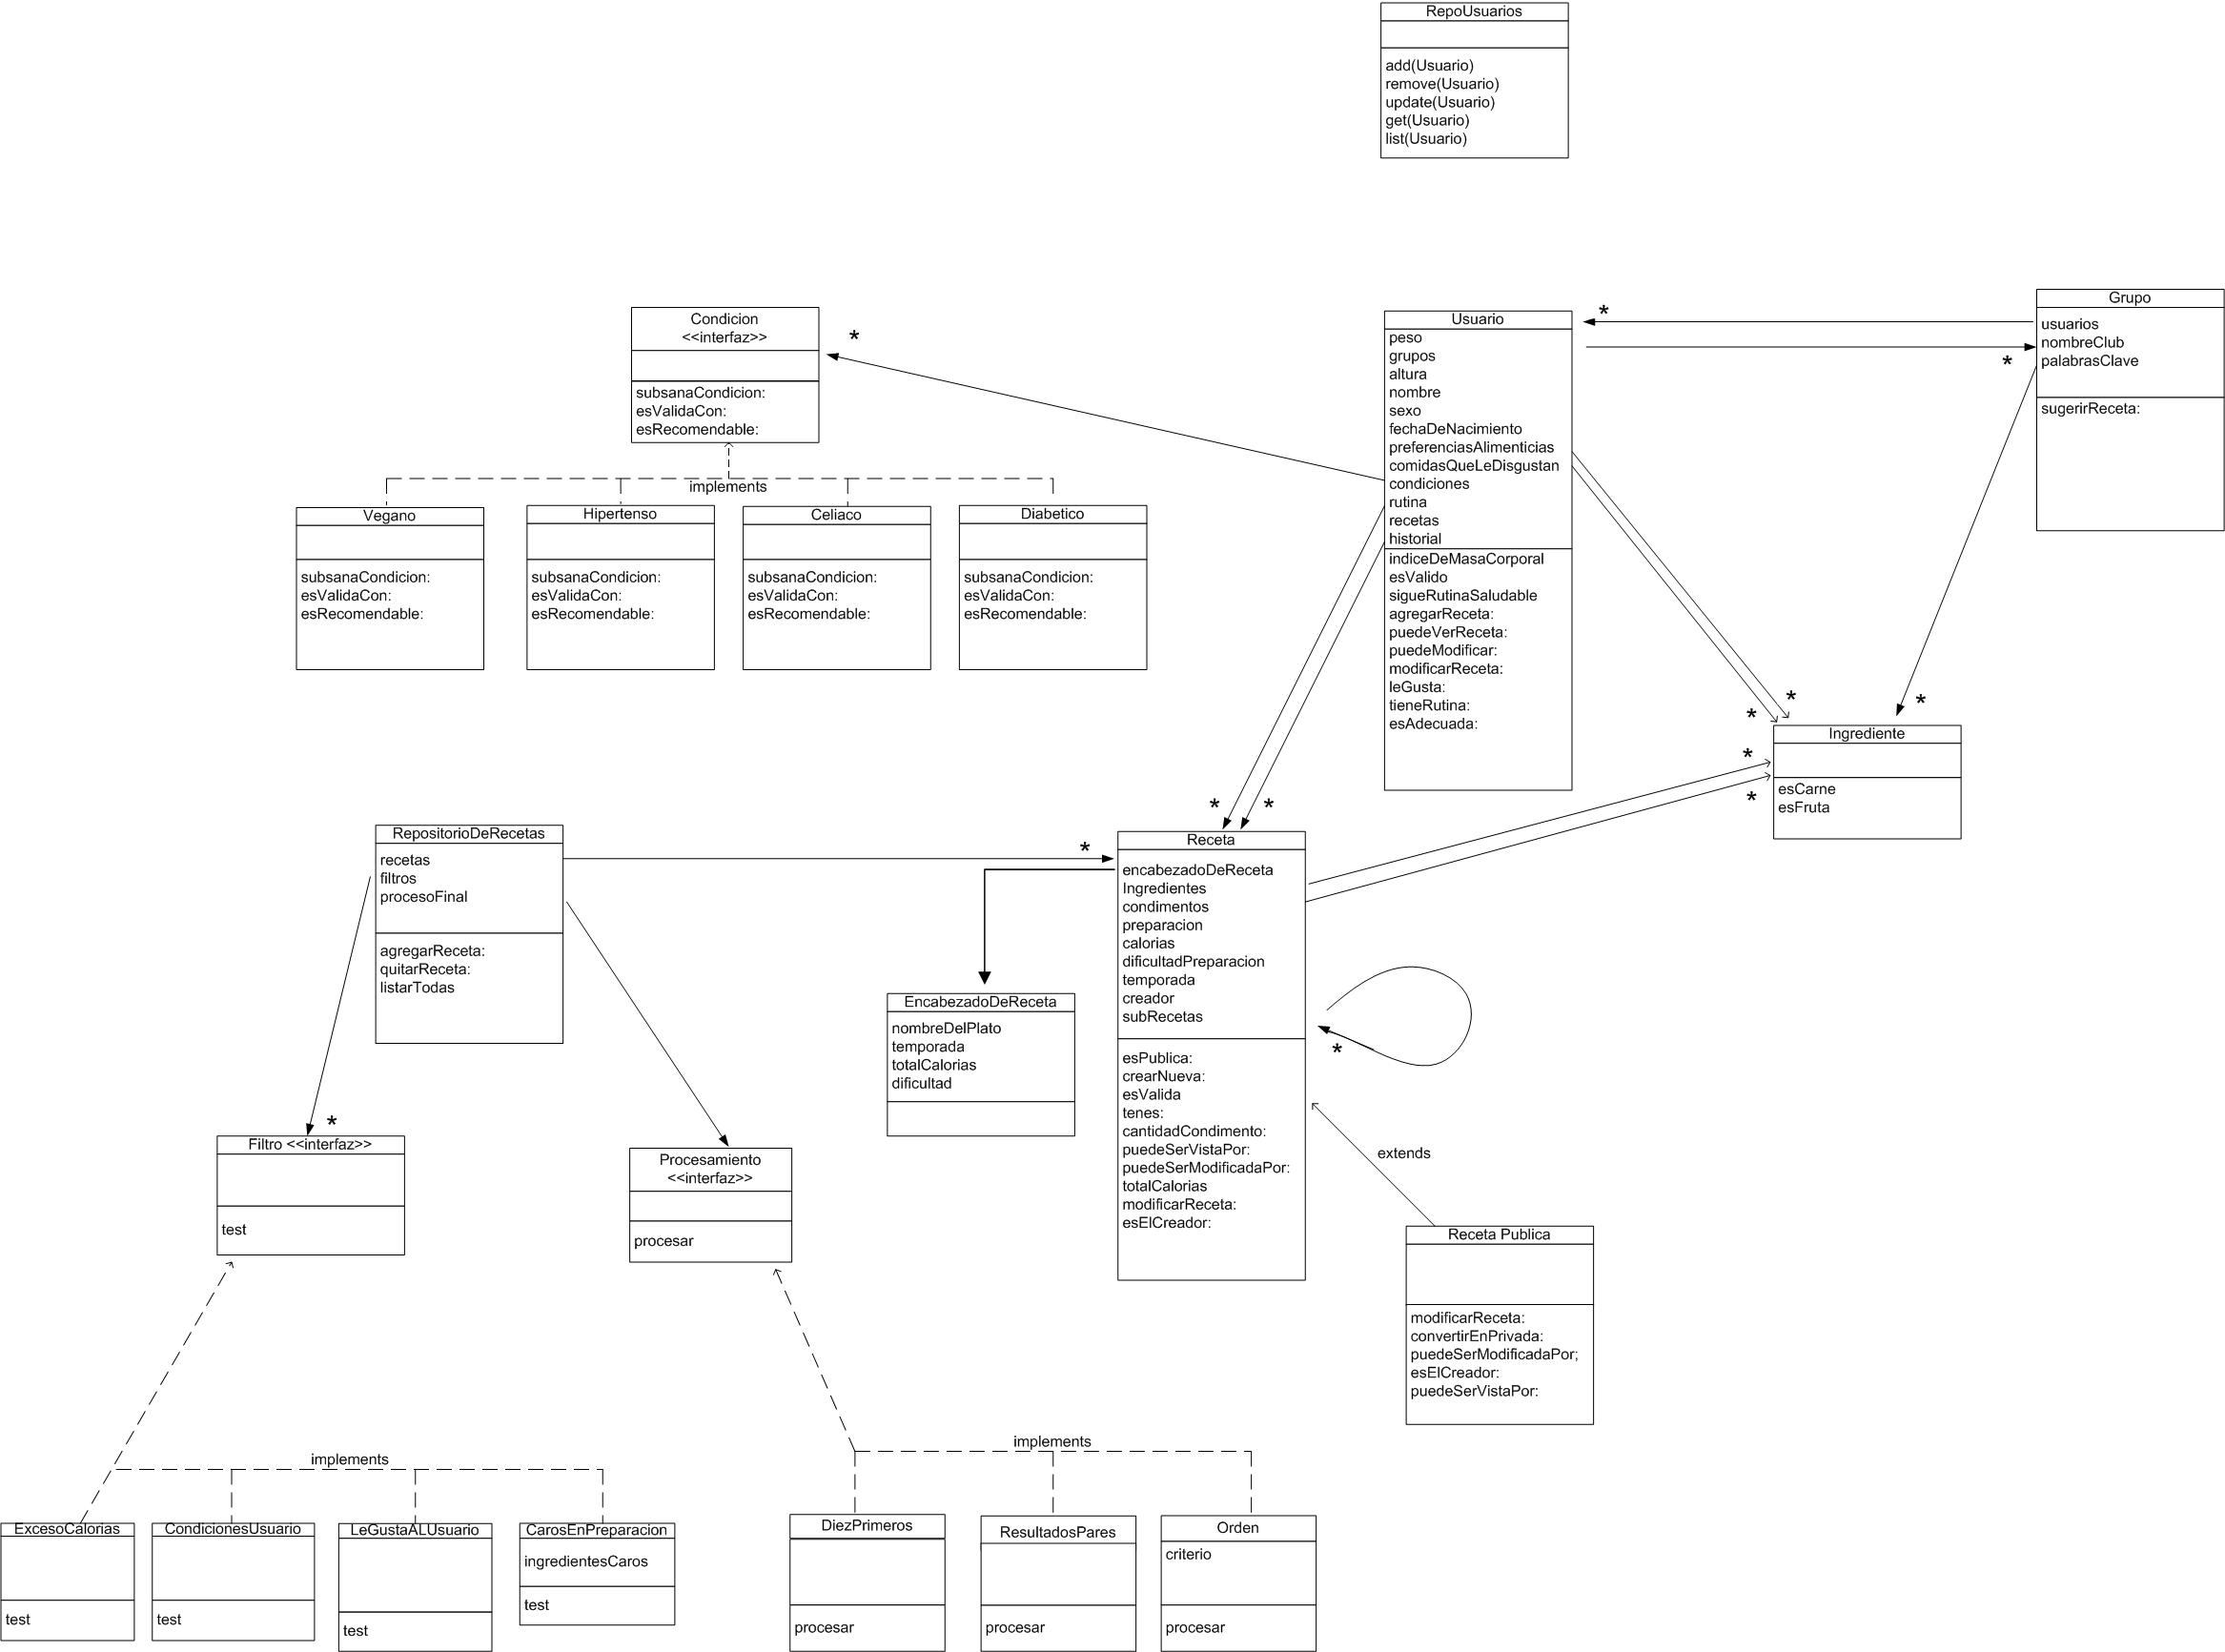 RepoUsuarios
add(Usuario)
remove(Usuario)
update(Usuario)
get(Usuario)
list(Usuario)
Condicion
<<interfaz>>
subsanaCondicion:
esValidaCon:
esRecomendable:
*
Usuario
peso
grupos
altura
nombre
sexo
fechaDeNacimiento
preferenciasAlimenticias
comidasQueLeDisgustan
condiciones
rutina
recetas
historial
indiceDeMasaCorporal
esValido
sigueRutinaSaludable
agregarReceta:
puedeVerReceta:
puedeModificar:
modificarReceta:
leGusta:
tieneRutina:
esAdecuada:
*
*
Grupo
usuarios
nombreClub
palabrasClave
sugerirReceta:
implements
Vegano
subsanaCondicion:
esValidaCon:
esRecomendable:
Hipertenso
subsanaCondicion:
esValidaCon:
esRecomendable:
Celiaco
subsanaCondicion:
esValidaCon:
esRecomendable:
Diabetico
subsanaCondicion:
esValidaCon:
esRecomendable:
*
*
*
Ingrediente
esCarne
esFruta
*
*
*
*
RepositorioDeRecetas
recetas
filtros
procesoFinal
agregarReceta:
quitarReceta:
listarTodas
*
Receta
encabezadoDeReceta
Ingredientes
condimentos
preparacion
calorias
dificultadPreparacion
temporada
creador
subRecetas
esPublica:
crearNueva:
esValida
tenes:
cantidadCondimento:
puedeSerVistaPor:
puedeSerModificadaPor:
totalCalorias
modificarReceta:
esElCreador:
*
EncabezadoDeReceta
nombreDelPlato
temporada
totalCalorias
dificultad
*
Filtro <<interfaz>>
test
Procesamiento
<<interfaz>>
procesar
extends
Receta Publica
modificarReceta:
convertirEnPrivada:
puedeSerModificadaPor;
esElCreador:
puedeSerVistaPor:
implements
ExcesoCalorias
test
CondicionesUsuario
test
LeGustaALUsuario
test
CarosEnPreparacion
ingredientesCaros
test
implements
DiezPrimeros
procesar
ResultadosPares
procesar
Orden
criterio
procesar